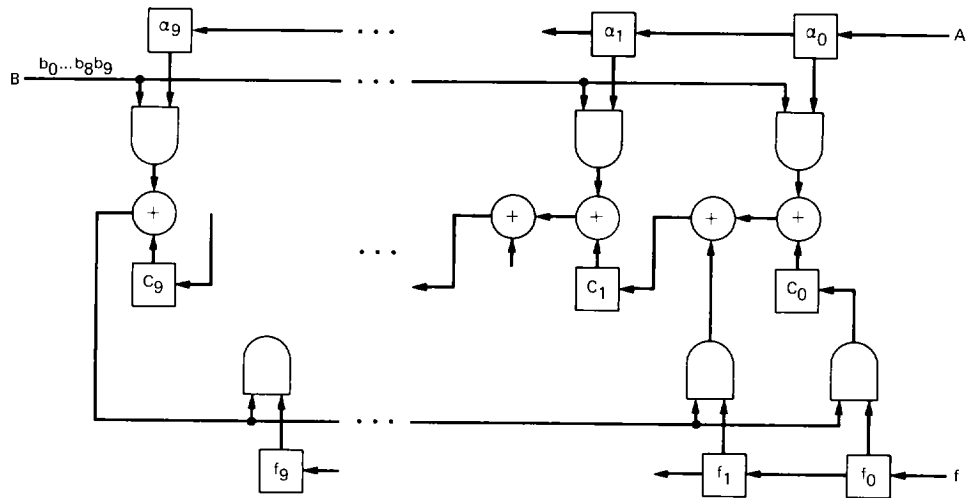 α9 ... α1 α0 A
B b0...b8b9 ...
+ + + + +
C9 ... C1 C0
...
f9 f1 f0 f